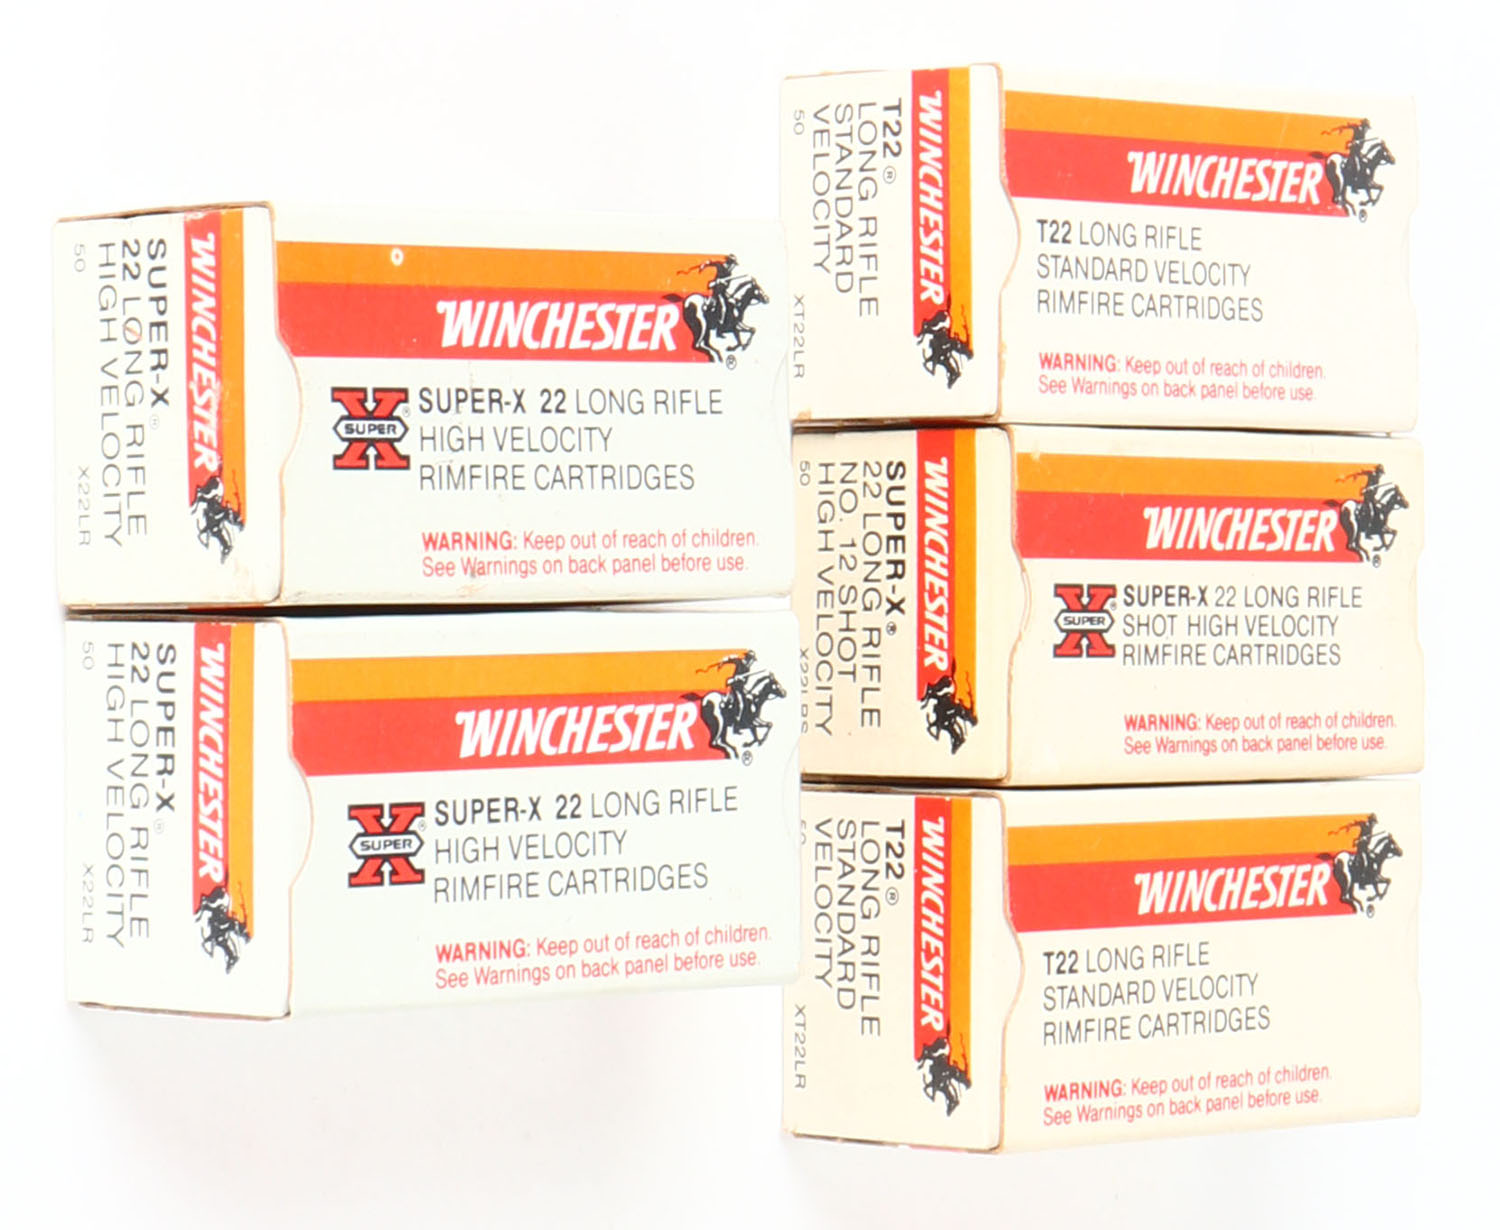 SUPER-X®
22 LONG RIFLE
HIGH VELOCITY
50
X22LR
WINCHESTER
WINCHESTER
®
X SUPER ®
SUPER-X 22 LONG RIFLE
HIGH VELOCITY
RIMFIRE CARTRIDGES
WARNING: Keep out of reach of children.
See Warnings on back panel before use.
SUPER-X®
22 LONG RIFLE
HIGH VELOCITY
50
X22LR
WINCHESTER
WINCHESTER
®
X SUPER ®
SUPER-X 22 LONG RIFLE
HIGH VELOCITY
RIMFIRE CARTRIDGES
WARNING: Keep out of reach of children.
See Warnings on back panel before use.
T22®
LONG RIFLE
STANDARD
VELOCITY
50
XT22LR
WINCHESTER
WINCHESTER
®
T22 LONG RIFLE
STANDARD VELOCITY
RIMFIRE CARTRIDGES
WARNING: Keep out of reach of children.
See Warnings on back panel before use.
SUPER-X®
22 LONG RIFLE
NO. 12 SHOT
HIGH VELOCITY
50
X22LRS
WINCHESTER
WINCHESTER
®
X SUPER ®
SUPER-X 22 LONG RIFLE
SHOT HIGH VELOCITY
RIMFIRE CARTRIDGES
WARNING: Keep out of reach of children.
See Warnings on back panel before use.
T22®
LONG RIFLE
STANDARD
VELOCITY
50
XT22LR
WINCHESTER
WINCHESTER
®
T22 LONG RIFLE
STANDARD VELOCITY
RIMFIRE CARTRIDGES
WARNING: Keep out of reach of children.
See Warnings on back panel before use.